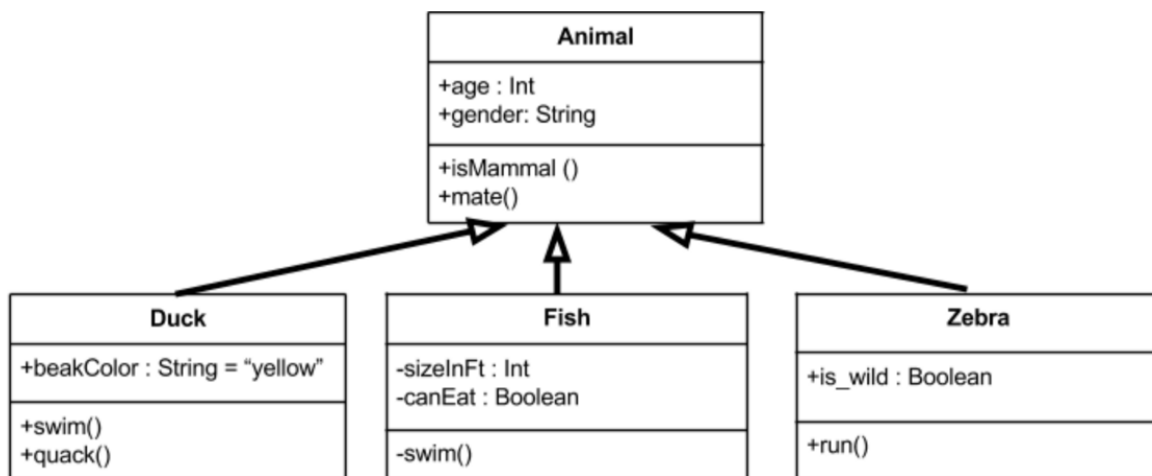 Animal
+age : Int
+gender: String
+isMammal ()
+mate()
Duck
+beakColor : String = “yellow”
+swim()
+quack()
Fish
-sizeInFt : Int
-canEat : Boolean
-swim()
Zebra
+is_wild : Boolean
+run()